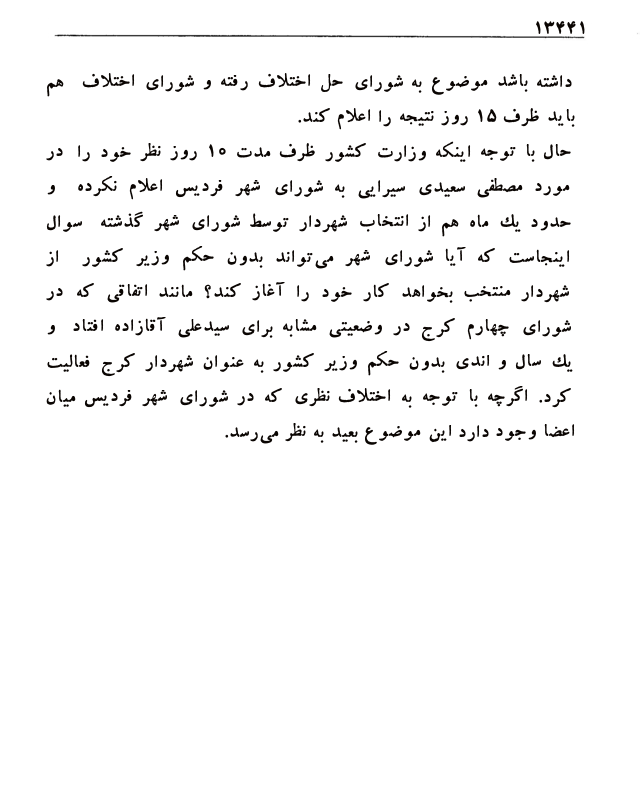 ۱۳۴۴۱
داشته باشد موضوع به شورای حل اختلاف رفته و شورای اختلاف هم
باید ظرف ۱۵ روز نتیجه را اعلام کند.
حال با توجه اینکه وزارت کشور ظرف مدت ۱۰ روز نظر خود را در
مورد مصطفی سعیدی سیرایی به شورای شهر فردیس اعلام نکرده و
حدود یك ماه هم از انتخاب شهردار توسط شورای شهر گذشته سوال
اینجاست که آیا شورای شهر می‌تواند بدون حکم وزیر کشور از
شهردار منتخب بخواهد کار خود را آغاز کند؟ مانند اتفاقی که در
شورای چهارم کرج در وضعیتی مشابه برای سیدعلی آقازاده افتاد و
یك سال و اندی بدون حکم وزیر کشور به عنوان شهردار کرج فعالیت
کرد. اگرچه با توجه به اختلاف نظری که در شورای شهر فردیس میان
اعضا وجود دارد این موضوع بعید به نظر می‌رسد.